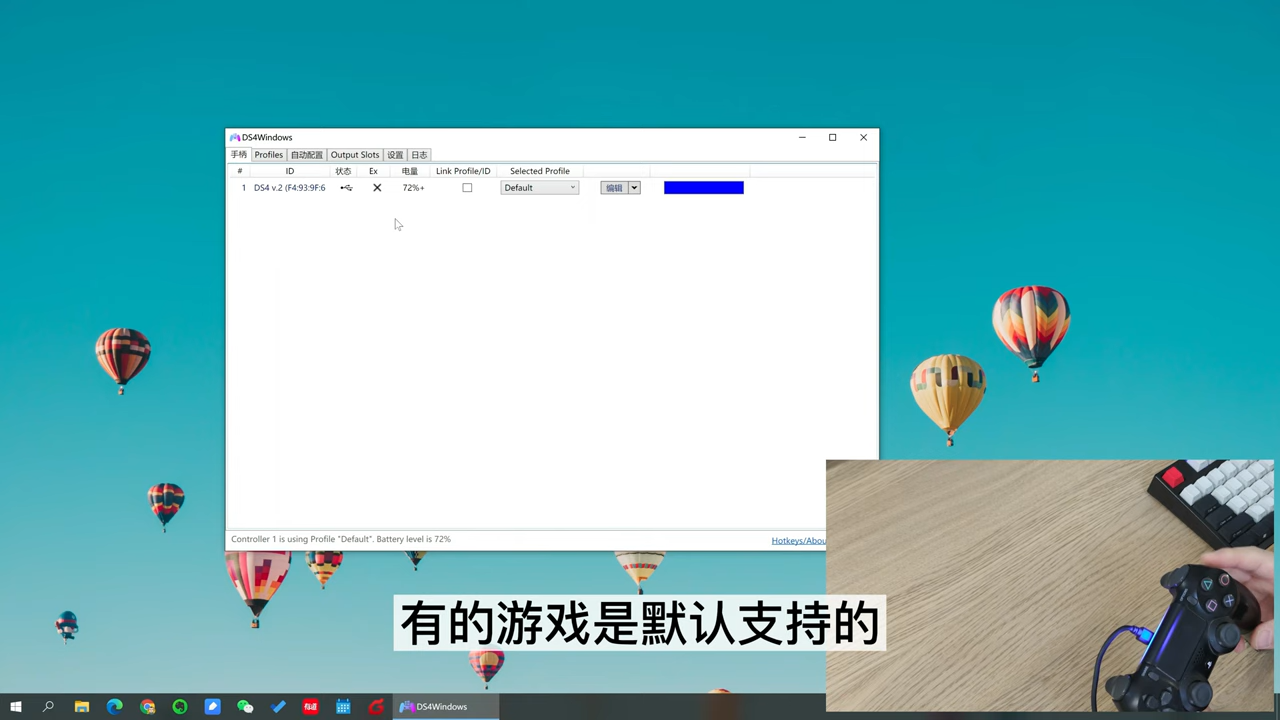 DS4Windows
手柄 Profiles 自动配置 Output Slots 设置 日志
# ID 状态 Ex 电量 Link Profile/ID Selected Profile
1 DS4 v.2 (F4:93:9F:6 72%+ Default 编辑
Controller 1 is using Profile "Default". Battery level is 72%
Hotkeys/Abou
有的游戏是默认支持的
有道
DS4Windows